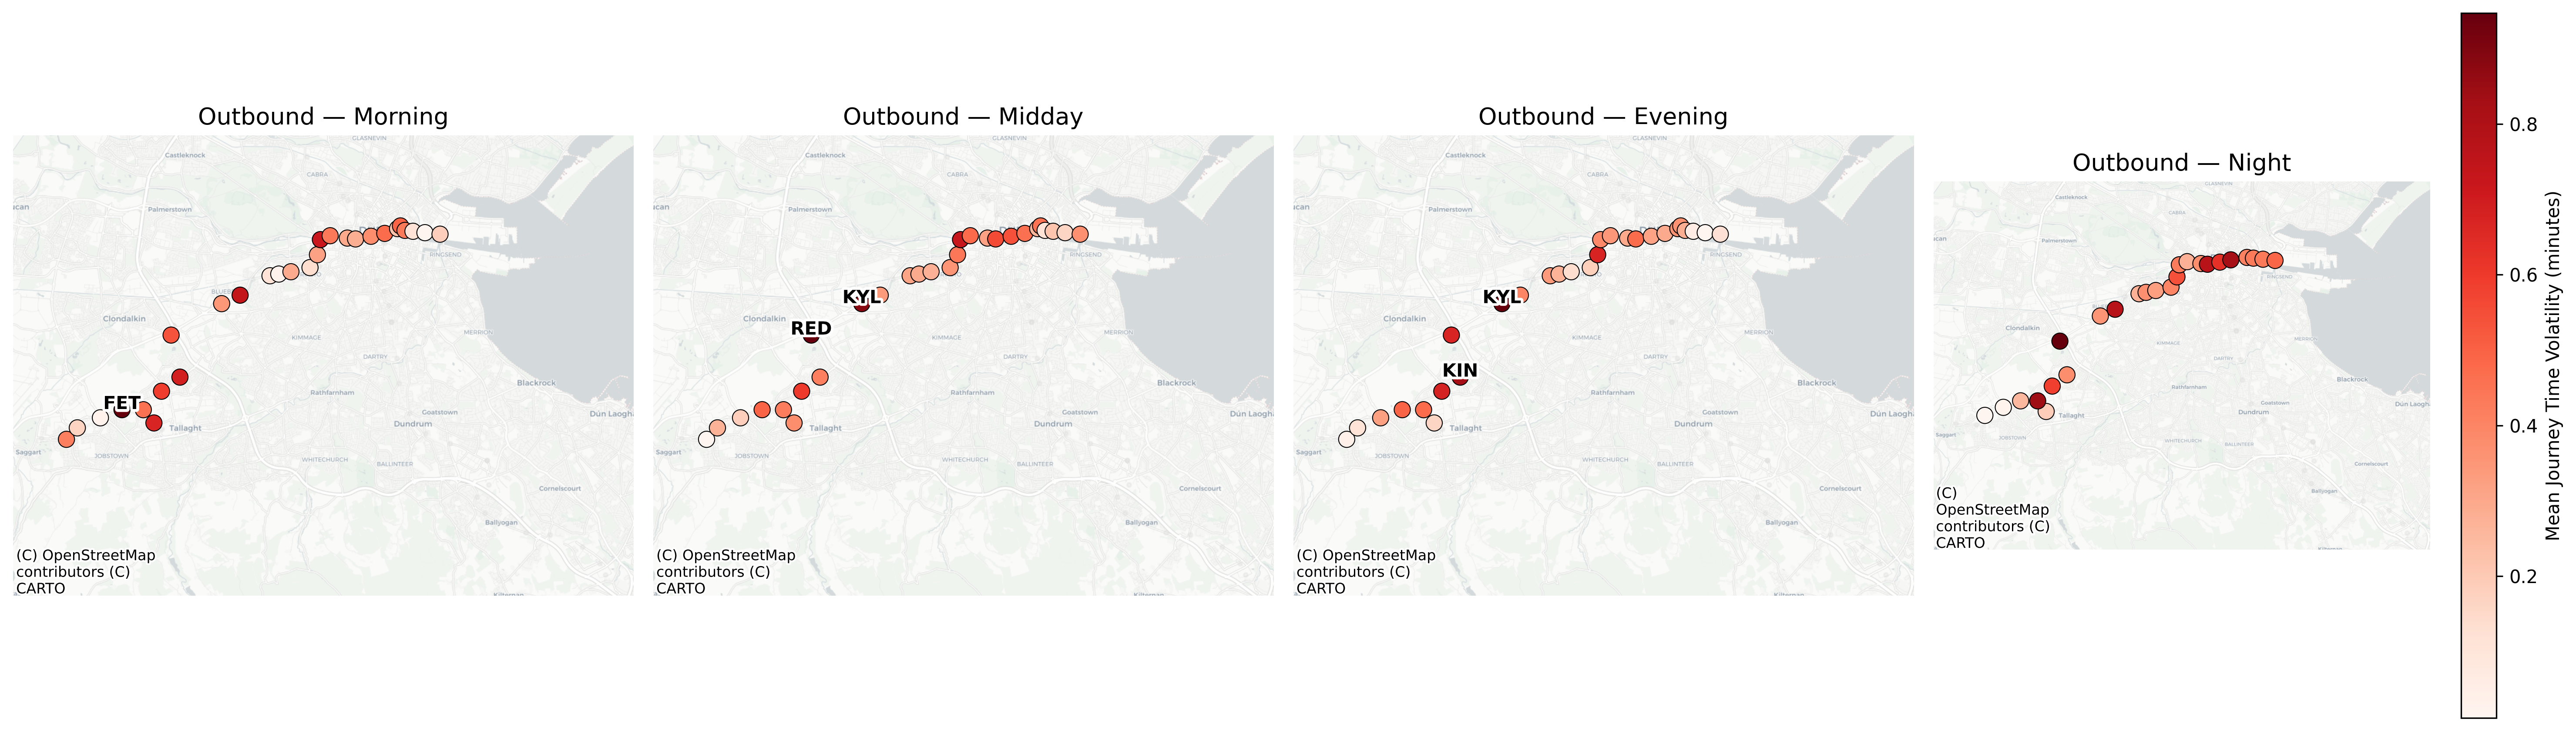 Outbound — Morning
GLASNEVIN
Castleknock
CABRA
ucan
Palmerstown
RINGSEND
Clondalkin
MERRION
KIMMAGE
DARTRY
Blackrock
Rathfarnham
FET
Goatstown
Dún Laogh
Tallaght
Dundrum
Saggart
JOBSTOWN
WHITECHURCH
BALLINTEER
Cornelscourt
Ballyogan
(C) OpenStreetMap
contributors (C)
CARTO
Outbound — Midday
GLASNEVIN
Castleknock
CABRA
ucan
Palmerstown
RINGSEND
KYL
Clondalkin
RED
MERRION
KIMMAGE
DARTRY
Blackrock
Rathfarnham
Goatstown
Dún Laogh
Tallaght
Dundrum
Saggart
JOBSTOWN
WHITECHURCH
BALLINTEER
Cornelscourt
Ballyogan
(C) OpenStreetMap
contributors (C)
CARTO
Outbound — Evening
GLASNEVIN
Castleknock
CABRA
ucan
Palmerstown
RINGSEND
KYL
Clondalkin
MERRION
KIMMAGE
DARTRY
KIN
Blackrock
Rathfarnham
Goatstown
Dún Laogh
Tallaght
Dundrum
Saggart
JOBSTOWN
WHITECHURCH
BALLINTEER
Cornelscourt
Ballyogan
(C) OpenStreetMap
contributors (C)
CARTO
Outbound — Night
GLASNEVIN
Castleknock
CABRA
ucan
Palmerstown
RINGSEND
Clondalkin
MERRION
KIMMAGE
DARTRY
Blackrock
Rathfarnham
Goatstown
Dún Laogh
Tallaght
Dundrum
Saggart
JOBSTOWN
WHITECHURCH
BALLINTEER
Cornelscourt
Ballyogan
(C)
OpenStreetMap
contributors (C)
CARTO
0.8
0.6
0.4
0.2
Mean Journey Time Volatility (minutes)